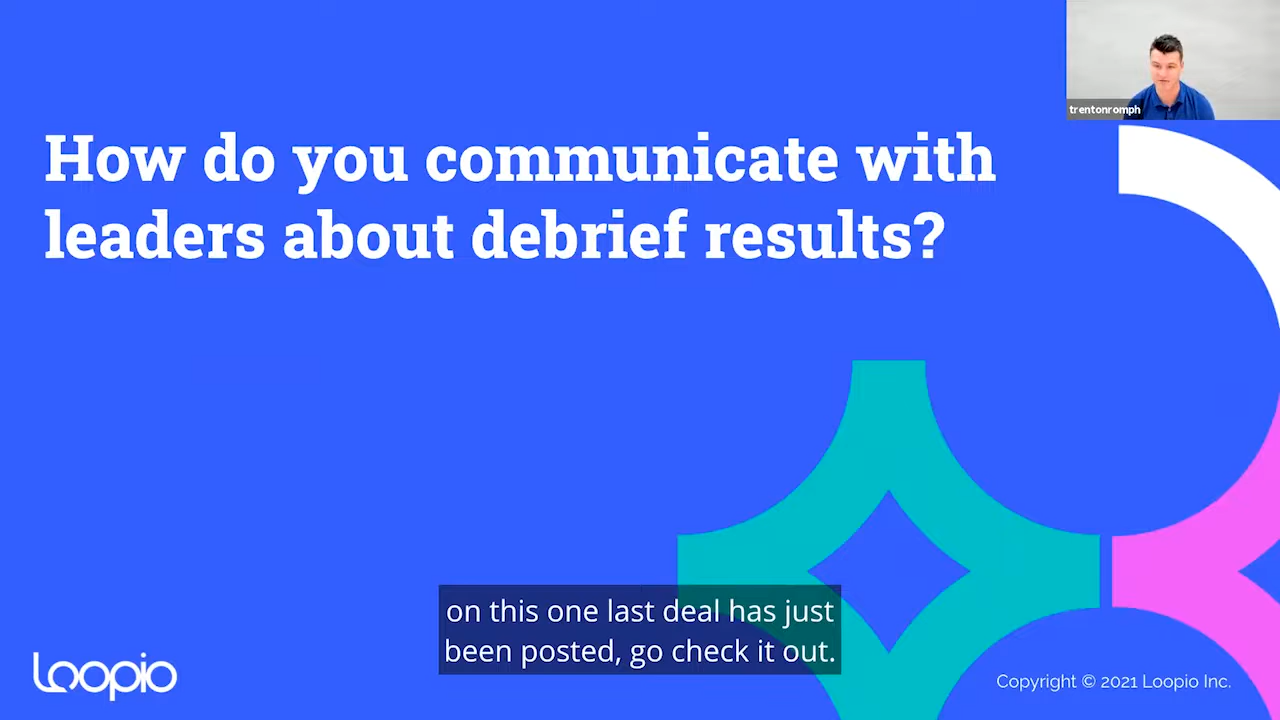 trentonromph
How do you communicate with
leaders about debrief results?
on this one last deal has just
been posted, go check it out.
Loopio
Copyright © 2021 Loopio Inc.